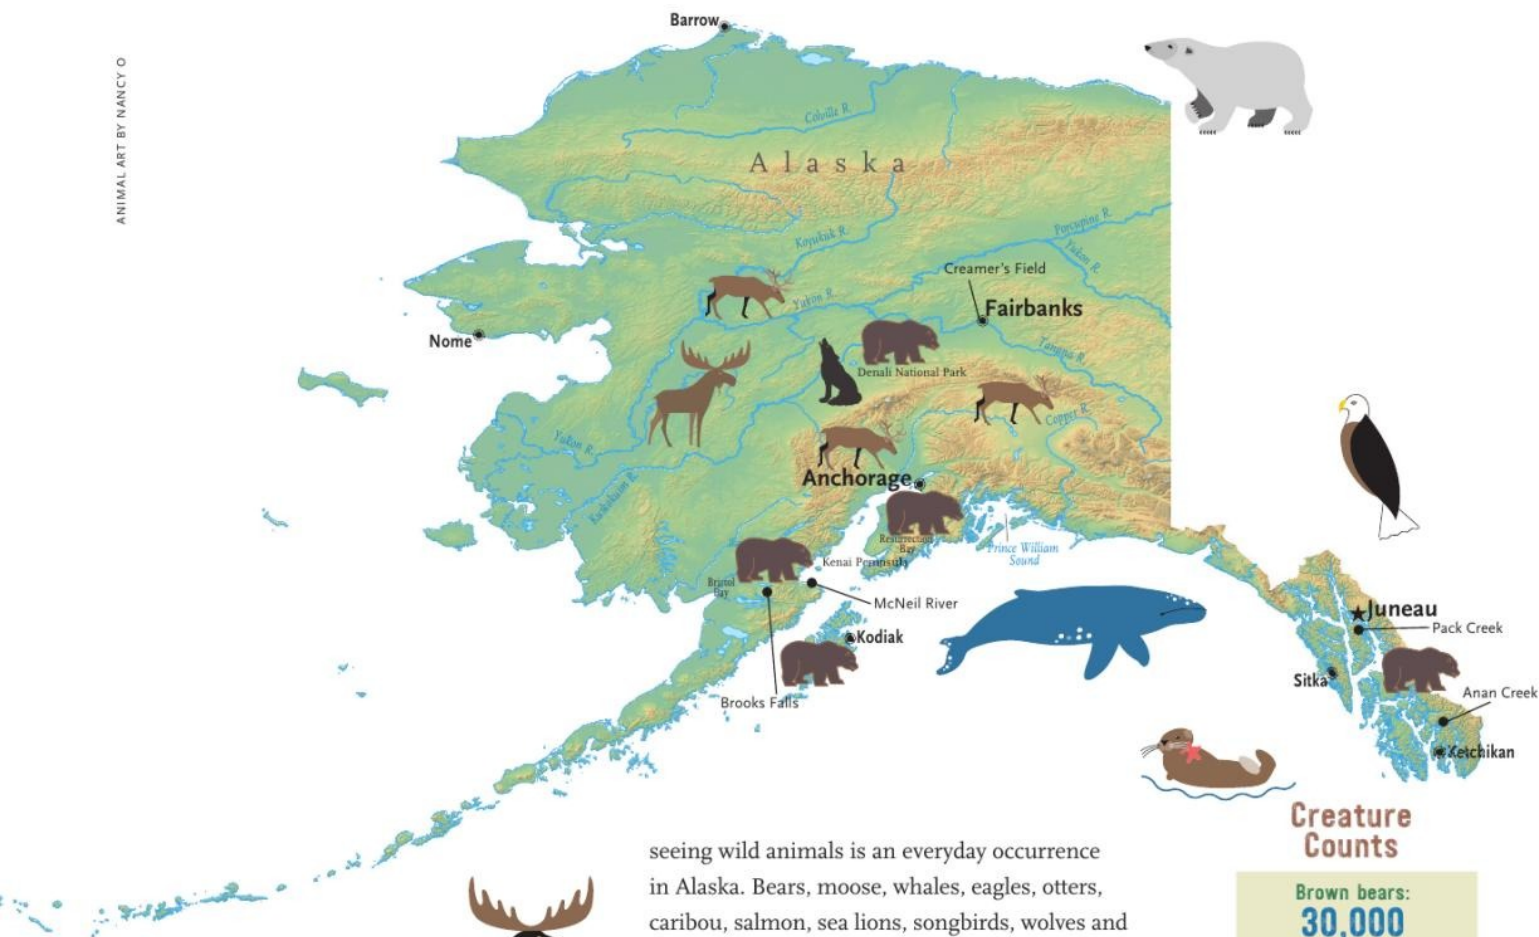 Barrow
ANIMAL ART BY NANCY O
Colville R.
Alaska
Porcupine R.
Koyukuk R.
Yukon R.
Creamer's Field
Yukon R.
Fairbanks
Nome
Tanana R.
Denali National Park
Copper R.
Yukon R.
Anchorage
Kuskokwim R.
Resurrection
Bay
Prince William
Sound
Kenai Peninsula
Bristol
Bay
McNeil River
Juneau
Pack Creek
Kodiak
Sitka
Anan Creek
Brooks Falls
Ketchikan
Creature
Counts
seeing wild animals is an everyday occurrence
in Alaska. Bears, moose, whales, eagles, otters,
caribou, salmon, sea lions, songbirds, wolves and
Brown bears:
30,000